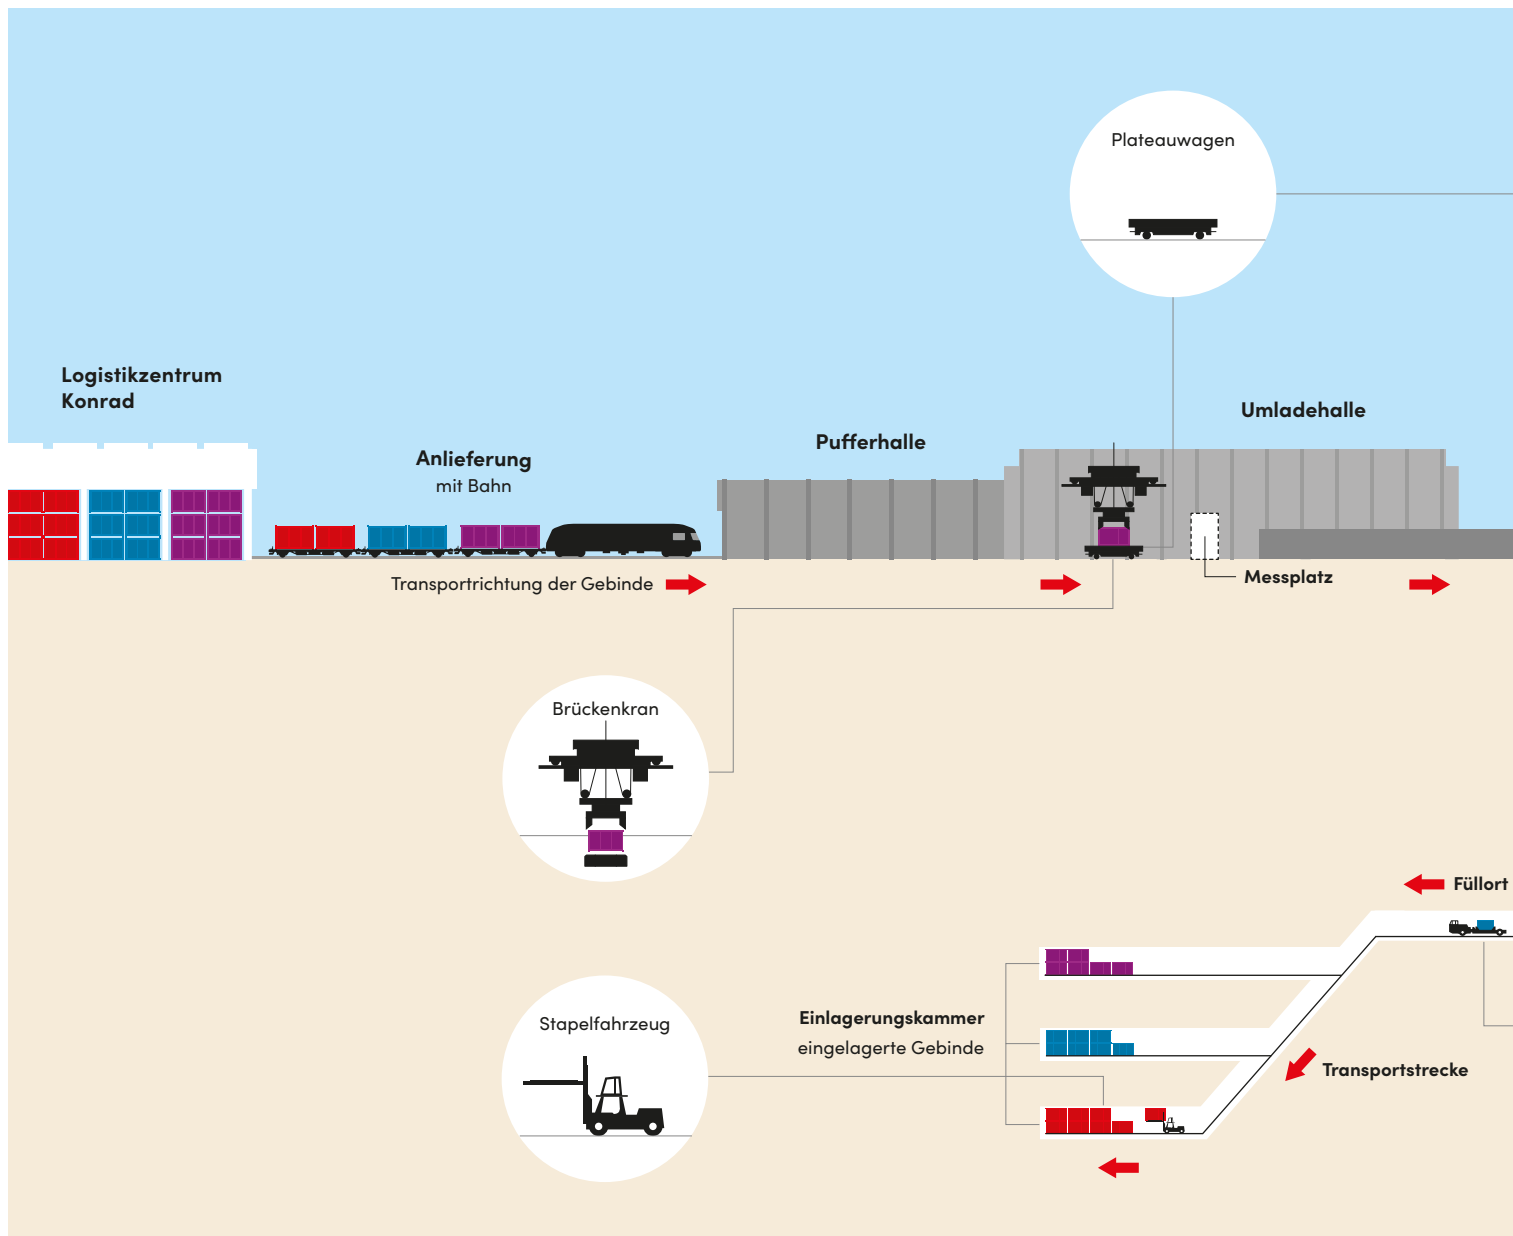 Plateauwagen
Logistikzentrum
Konrad
Anlieferung
mit Bahn
Pufferhalle
Umladehalle
Transportrichtung der Gebinde
Messplatz
Brückenkran
Füllort
Stapelfahrzeug
Einlagerungskammer
eingelagerte Gebinde
Transportstrecke